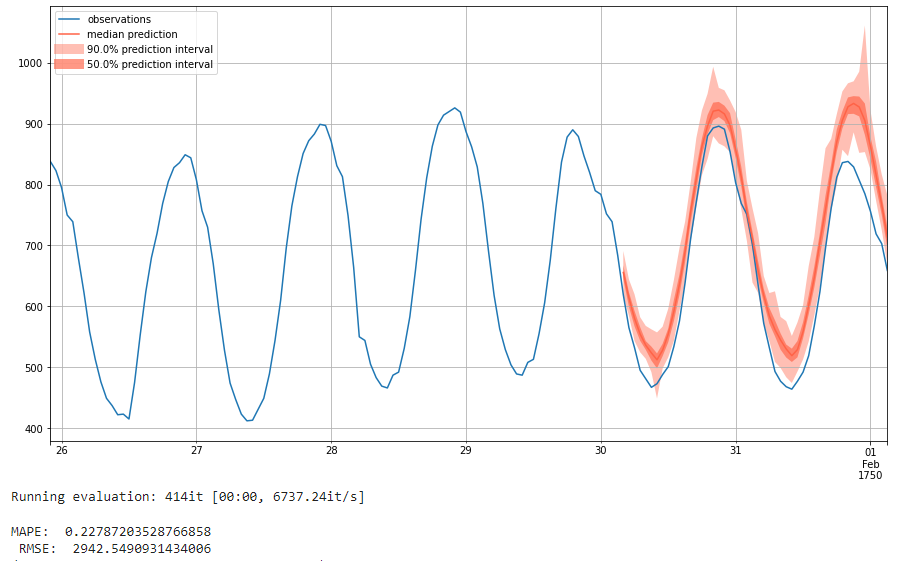 observations
median prediction
90.0% prediction interval
50.0% prediction interval
1000
900
800
700
600
500
400
26 27 28 29 30 31 01
Feb
1750
Running evaluation: 414it [00:00, 6737.24it/s]
MAPE: 0.22787203528766858
RMSE: 2942.5490931434006